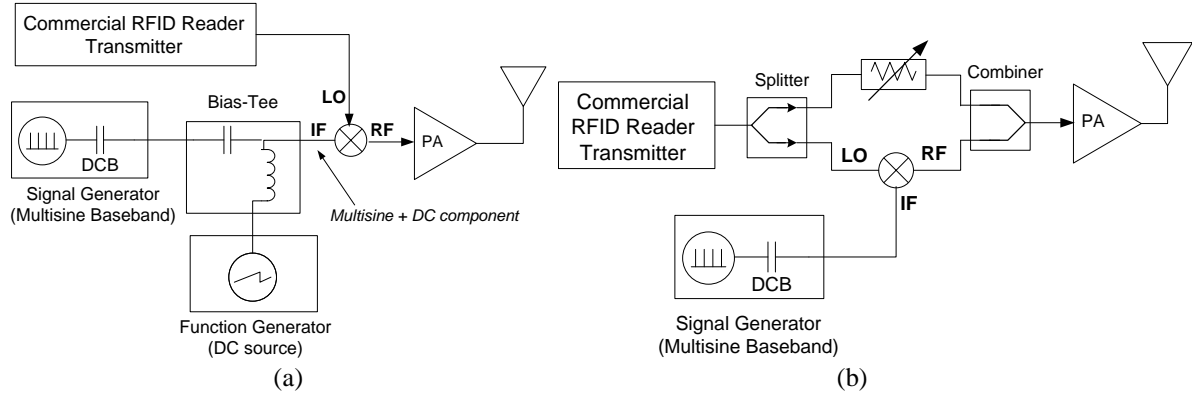 Commercial RFID Reader
Transmitter
LO
Bias-Tee
IF
RF
PA
DCB
Signal Generator
(Multisine Baseband)
Multisine + DC component
Function Generator
(DC source)
(a)
Splitter
Combiner
Commercial
RFID Reader
Transmitter
PA
LO
RF
IF
DCB
Signal Generator
(Multisine Baseband)
(b)